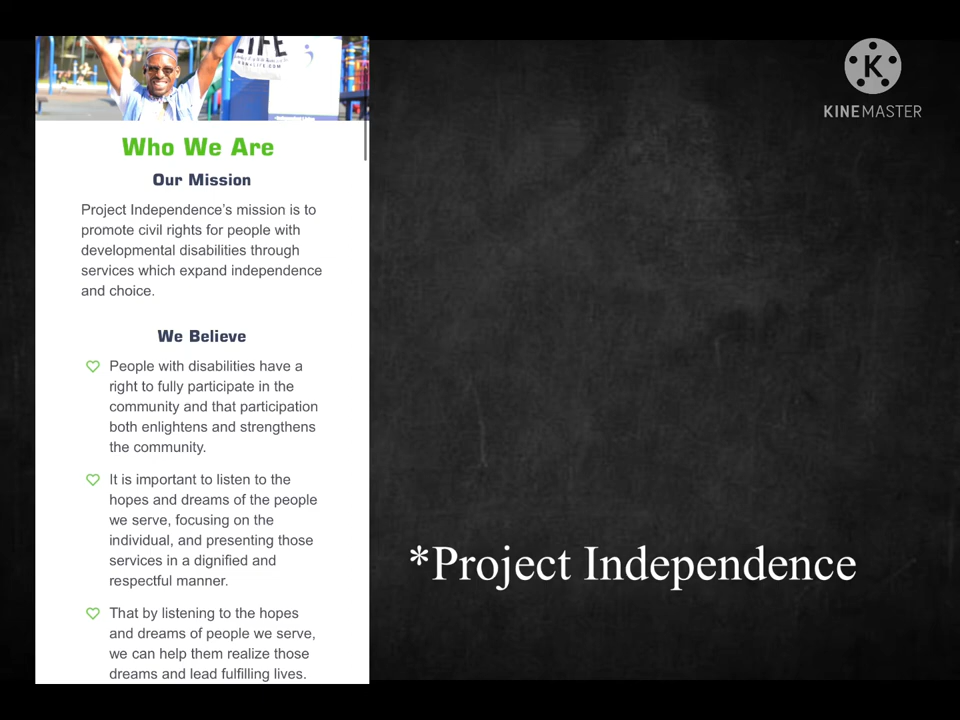 LIFE
K
KINEMASTER
Who We Are
Our Mission
Project Independence's mission is to
promote civil rights for people with
developmental disabilities through
services which expand independence
and choice.
We Believe
People with disabilities have a
right to fully participate in the
community and that participation
both enlightens and strengthens
the community.
It is important to listen to the
hopes and dreams of the people
we serve, focusing on the
individual, and presenting those
services in a dignified and
respectful manner.
That by listening to the hopes
and dreams of people we serve,
we can help them realize those
dreams and lead fulfilling lives.
*Project Independence